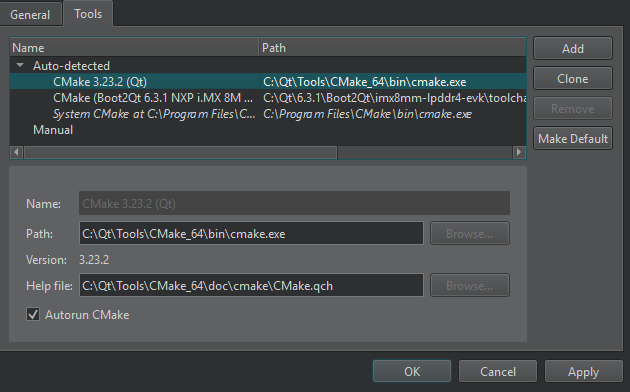 General Tools
Name Path
Auto-detected
CMake 3.23.2 (Qt) C:\Qt\Tools\CMake_64\bin\cmake.exe
CMake (Boot2Qt 6.3.1 NXP i.MX 8M ... C:\Qt\6.3.1\Boot2Qt\imx8mm-lpddr4-evk\toolcha
System CMake at C:\Program Files\C... C:\Program Files\CMake\bin\cmake.exe
Manual
Add
Clone
Remove
Make Default
Name: CMake 3.23.2 (Qt)
Path: C:\Qt\Tools\CMake_64\bin\cmake.exe Browse...
Version: 3.23.2
Help file: C:\Qt\Tools\CMake_64\doc\cmake\CMake.qch Browse...
Autorun CMake
OK Cancel Apply